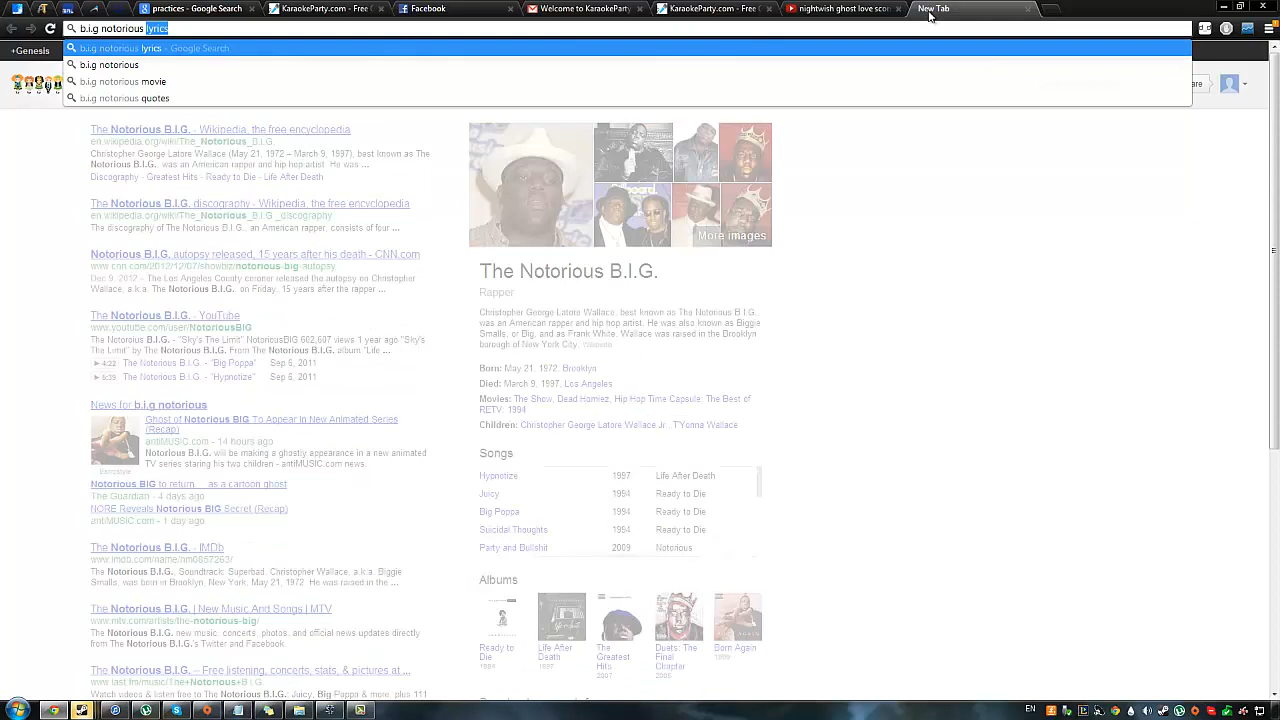 practices - Google Search
KaraokeParty.com - Free
Facebook
Welcome to KaraokeParty
KaraokeParty.com - Free
nightwish ghost love scor
New Tab
b.i.g notorious lyrics
b.i.g notorious lyrics - Google Search
b.i.g notorious
b.i.g notorious movie
b.i.g notorious quotes
+Genesis
are
The Notorious B.I.G. - Wikipedia, the free encyclopedia
en.wikipedia.org/wiki/The_Notorious_B.I.G.
Christopher George Latore Wallace (May 21, 1972 – March 9, 1997), best known as The
Notorious B.I.G., was an American rapper and hip hop artist. He was ...
Discography - Greatest Hits - Ready to Die - Life After Death
The Notorious B.I.G. discography - Wikipedia, the free encyclopedia
en.wikipedia.org/wiki/The_Notorious_B.I.G._discography
The discography of The Notorious B.I.G., an American rapper, consists of four ...
Notorious B.I.G. autopsy released, 15 years after his death - CNN.com
www.cnn.com/2012/12/07/showbiz/notorious-big-autopsy
Dec 9, 2012 - The Los Angeles County coroner released the autopsy on Christopher
Wallace, a.k.a. The Notorious B.I.G. on Friday, 15 years after the rapper ...
The Notorious B.I.G. - YouTube
www.youtube.com/user/NotoriousBIG
The Notorious B.I.G. - "Sky's The Limit" NotoriousBIG 602,607 views 1 year ago "Sky's
The Limit" by The Notorious B.I.G. From The Notorious B.I.G. album "Life ...
4:22 The Notorious B.I.G. - "Big Poppa" Sep 6, 2011
5:39 The Notorious B.I.G. - "Hypnotize" Sep 6, 2011
News for b.i.g notorious
Ghost of Notorious BIG To Appear In New Animated Series
(Recap)
antiMUSIC.com - 14 hours ago
Notorious B.I.G. will be making a ghostly appearance in a new animated
TV series staring his two children - antiMUSIC.com news.
Notorious BIG to return ... as a cartoon ghost
The Guardian - 4 days ago
NORE Reveals Notorious BIG Secret (Recap)
antiMUSIC.com - 1 day ago
The Notorious B.I.G. - IMDb
www.imdb.com/name/nm0657263/
The Notorious B.I.G., Soundtrack: Superbad. Christopher Wallace, a.k.a. Biggie
Smalls, was born in Brooklyn, New York, May 21, 1972. He was raised in the ...
The Notorious B.I.G. | New Music And Songs | MTV
www.mtv.com/artists/the-notorious-big/
The Notorious B.I.G. new music: concerts, photos, and official news updates directly
from The Notorious B.I.G.'s Twitter and Facebook.
The Notorious B.I.G. – Free listening, concerts, stats, & pictures at ...
www.last.fm/music/The+Notorious+B.I.G.
Watch videos & listen free to The Notorious B.I.G.: Juicy, Big Poppa & more, plus 111
More images
The Notorious B.I.G.
Rapper
Christopher George Latore Wallace, best known as The Notorious B.I.G.,
was an American rapper and hip hop artist. He was also known as Biggie
Smalls, or Big, and as Frank White. Wallace was raised in the Brooklyn
borough of New York City. Wikipedia
Born: May 21, 1972, Brooklyn
Died: March 9, 1997, Los Angeles
Movies: The Show, Dead Homiez, Hip Hop Time Capsule: The Best of
RETV: 1994
Children: Christopher George Latore Wallace Jr., T'Yanna Wallace
Songs
Hypnotize 1997 Life After Death
Juicy 1994 Ready to Die
Big Poppa 1994 Ready to Die
Suicidal Thoughts 1994 Ready to Die
Party and Bullshit 2009 Notorious
Albums
Ready to
Die
1994
Life After
Death
1997
The
Greatest
Hits
2007
Duets: The
Final
Chapter
2005
Born Again
1999
EN